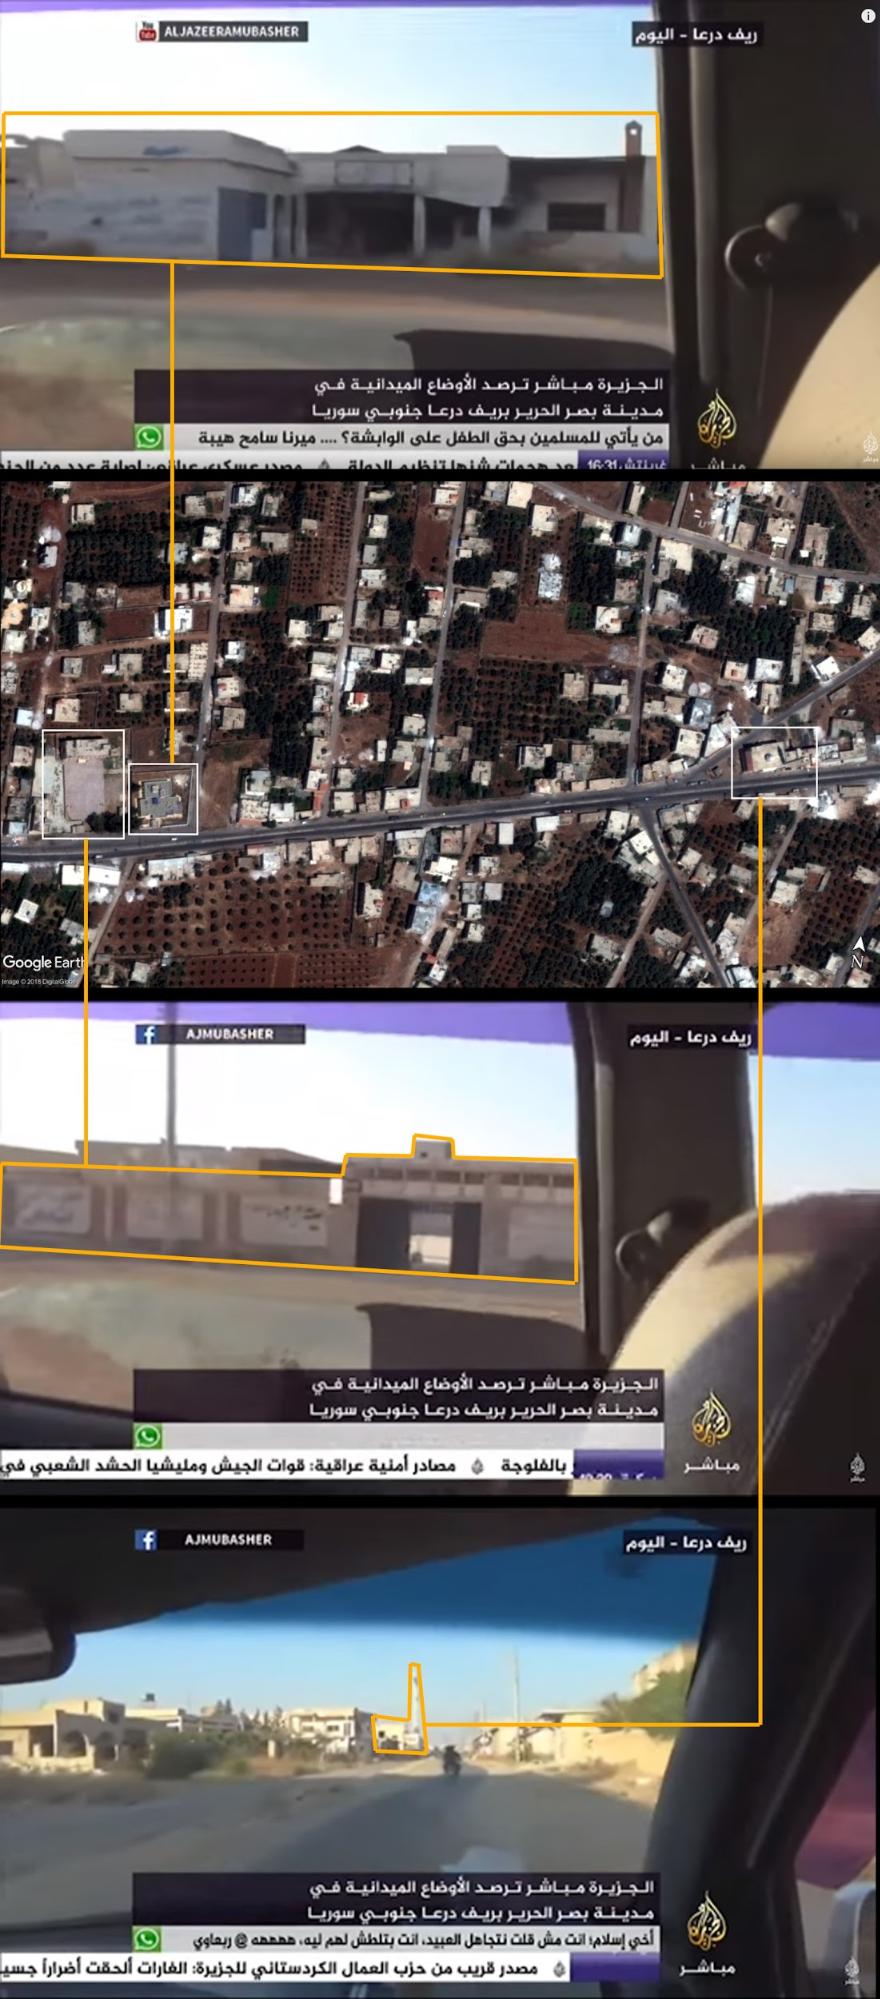 ALJAZEERAMUBASHER
ريف درعا - اليوم
الجزيرة مباشر ترصد الأوضاع الميدانية في
مدينة بصر الحرير بريف درعا جنوبي سوريا
من يأتي للمسلمين بحق الطفل على الوابشة؟ .... ميرنا سامح هيبة
غرينتش 16:31
مباشر
Google Earth
Image © 2018 DigitalGlobe
N
AJMUBASHER
ريف درعا - اليوم
الجزيرة مباشر ترصد الأوضاع الميدانية في
مدينة بصر الحرير بريف درعا جنوبي سوريا
بالفلوجة
مصادر أمنية عراقية: قوات الجيش ومليشيا الحشد الشعبي في
مباشر
AJMUBASHER
ريف درعا - اليوم
الجزيرة مباشر ترصد الأوضاع الميدانية في
مدينة بصر الحرير بريف درعا جنوبي سوريا
أخي إسلام؛ انت مش قلت نتجاهل العبيد، انت بتلطش لهم ليه، هههههه @ ربعاوي
مصدر قريب من حزب العمال الكردستاني للجزيرة: الغارات ألحقت أضراراً
مباشر